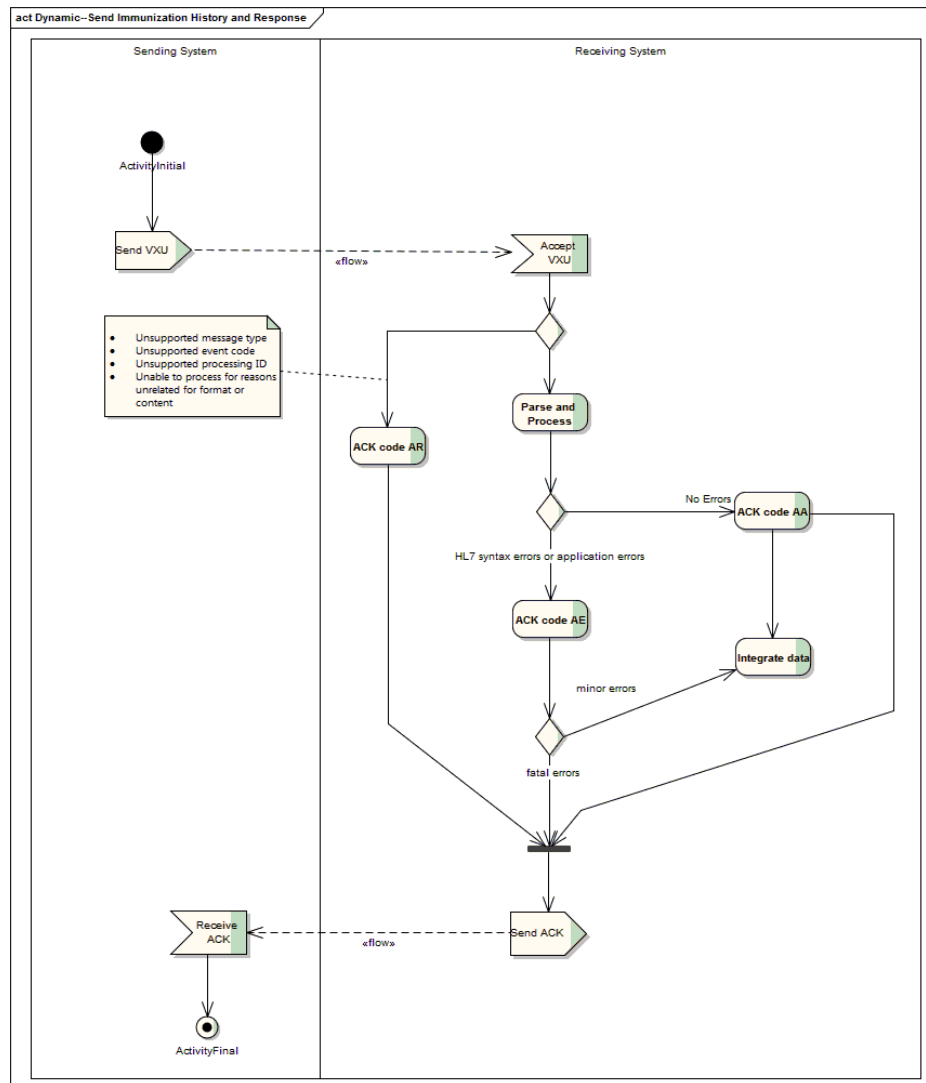 act Dynamic--Send Immunization History and Response
Sending System
Receiving System
ActivityInitial
Send VXU
«flow»
Accept
VXU
• Unsupported message type
• Unsupported event code
• Unsupported processing ID
• Unable to process for reasons
unrelated for format or
content
Parse and
Process
ACK code AR
No Errors
ACK code AA
HL7 syntax errors or application errors
ACK code AE
Integrate data
minor errors
fatal errors
Receive
ACK
«flow»
Send ACK
ActivityFinal